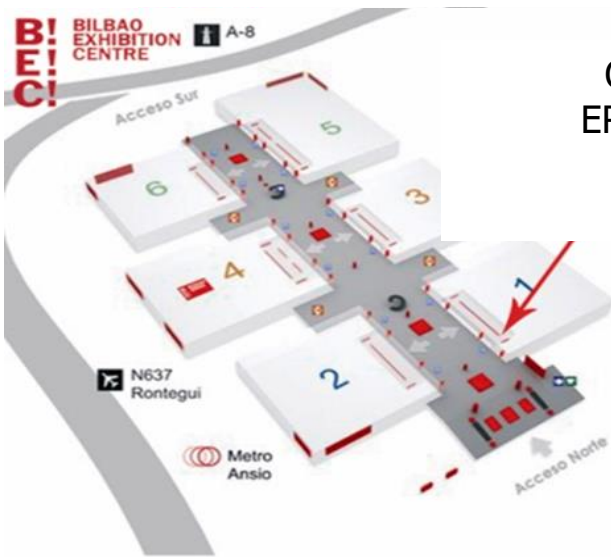 B! BILBAO
E! EXHIBITION
C! CENTRE
A-8
Acceso Sur
5
6
3
4
1
2
N637
Rontegui
Metro
Ansio
Acceso Norte